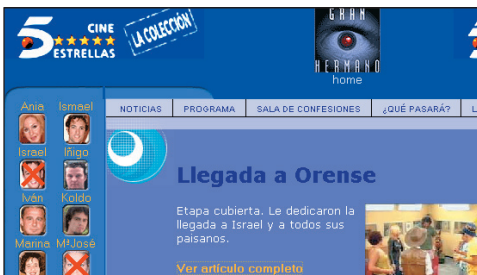 5 CINE
ESTRELLAS
LA COLECCIÓN
GRAN
HERMANO
home
NOTICIAS PROGRAMA SALA DE CONFESIONES ¿QUÉ PASARÁ? L
Ania Ismael
Israel Iñigo
Iván Koldo
Marina MªJosé
Llegada a Orense
Etapa cubierta. Le dedicaron la
llegada a Israel y a todos sus
paisanos.
Ver artículo completo